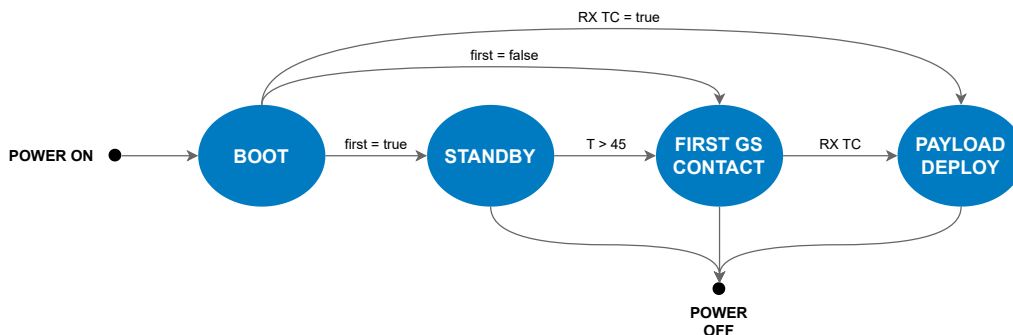 RX TC = true
first = false
POWER ON
BOOT
first = true
STANDBY
T > 45
FIRST GS
CONTACT
RX TC
PAYLOAD
DEPLOY
POWER
OFF